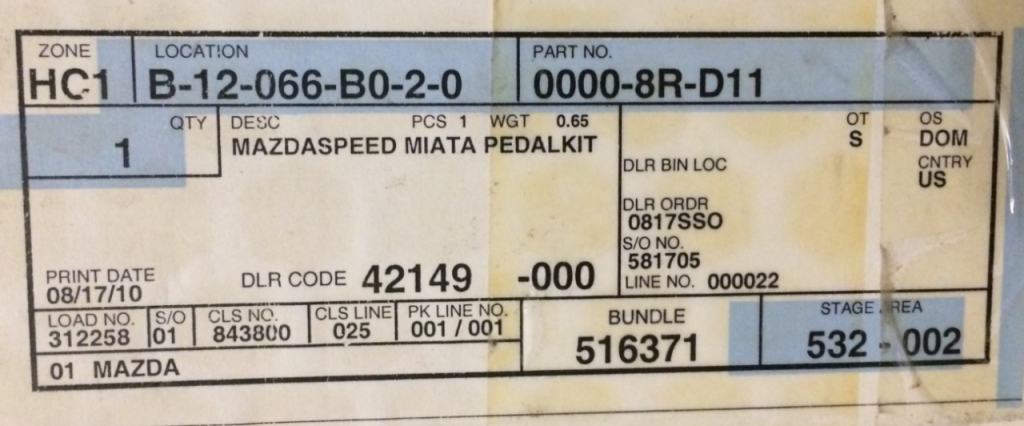 ZONE LOCATION PART NO.
HC1 B-12-066-B0-2-0 0000-8R-D11
QTY DESC PCS 1 WGT 0.65 OT OS
1 MAZDASPEED MIATA PEDALKIT S DOM
DLR BIN LOC CNTRY
US
DLR ORDR
0817SSO
S/O NO.
581705
PRINT DATE DLR CODE 42149 -000 LINE NO. 000022
08/17/10
LOAD NO. S/O CLS NO. CLS LINE PK LINE NO. BUNDLE STAGE AREA
312258 01 843800 025 001 / 001 516371 532 - 002
01 MAZDA